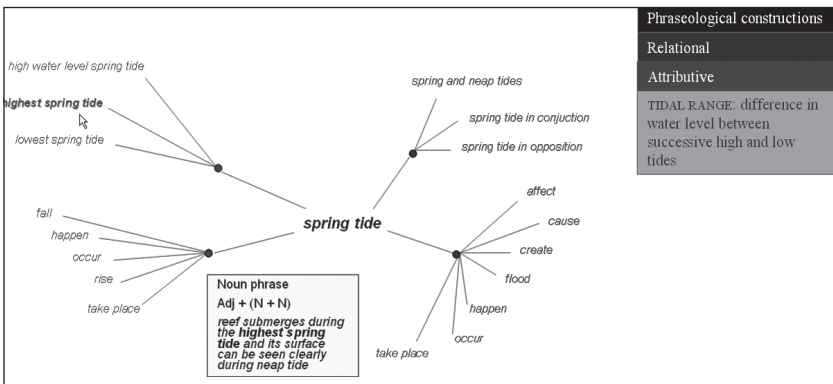 high water level spring tide
highest spring tide
lowest spring tide
spring and neap tides
spring tide in conjuction
spring tide in opposition
spring tide
fall
happen
occur
rise
take place
affect
cause
create
flood
happen
occur
take place
Noun phrase
Adj + (N + N)
reef submerges during
the highest spring
tide and its surface
can be seen clearly
during neap tide
Phraseological constructions
Relational
Attributive
TIDAL RANGE: difference in
water level between
successive high and low
tides